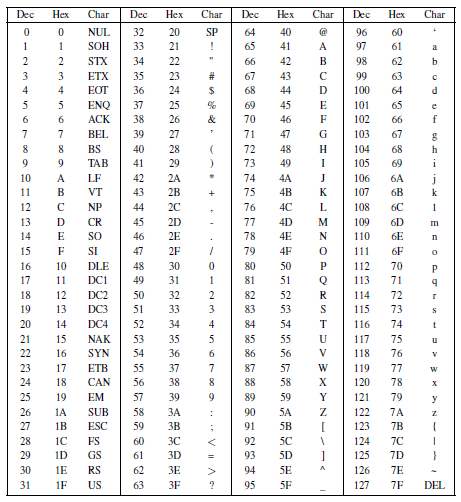 Dec Hex Char Dec Hex Char Dec Hex Char Dec Hex Char
0 0 NUL 32 20 SP 64 40 @ 96 60 ‘
1 1 SOH 33 21 ! 65 41 A 97 61 a
2 2 STX 34 22 " 66 42 B 98 62 b
3 3 ETX 35 23 # 67 43 C 99 63 c
4 4 EOT 36 24 $ 68 44 D 100 64 d
5 5 ENQ 37 25 % 69 45 E 101 65 e
6 6 ACK 38 26 & 70 46 F 102 66 f
7 7 BEL 39 27 ’ 71 47 G 103 67 g
8 8 BS 40 28 ( 72 48 H 104 68 h
9 9 TAB 41 29 ) 73 49 I 105 69 i
10 A LF 42 2A * 74 4A J 106 6A j
11 B VT 43 2B + 75 4B K 107 6B k
12 C NP 44 2C , 76 4C L 108 6C l
13 D CR 45 2D - 77 4D M 109 6D m
14 E SO 46 2E . 78 4E N 110 6E n
15 F SI 47 2F / 79 4F O 111 6F o
16 10 DLE 48 30 0 80 50 P 112 70 p
17 11 DC1 49 31 1 81 51 Q 113 71 q
18 12 DC2 50 32 2 82 52 R 114 72 r
19 13 DC3 51 33 3 83 53 S 115 73 s
20 14 DC4 52 34 4 84 54 T 116 74 t
21 15 NAK 53 35 5 85 55 U 117 75 u
22 16 SYN 54 36 6 86 56 V 118 76 v
23 17 ETB 55 37 7 87 57 W 119 77 w
24 18 CAN 56 38 8 88 58 X 120 78 x
25 19 EM 57 39 9 89 59 Y 121 79 y
26 1A SUB 58 3A : 90 5A Z 122 7A z
27 1B ESC 59 3B ; 91 5B [ 123 7B {
28 1C FS 60 3C < 92 5C \ 124 7C |
29 1D GS 61 3D = 93 5D ] 125 7D }
30 1E RS 62 3E > 94 5E ^ 126 7E ~
31 1F US 63 3F ? 95 5F _ 127 7F DEL